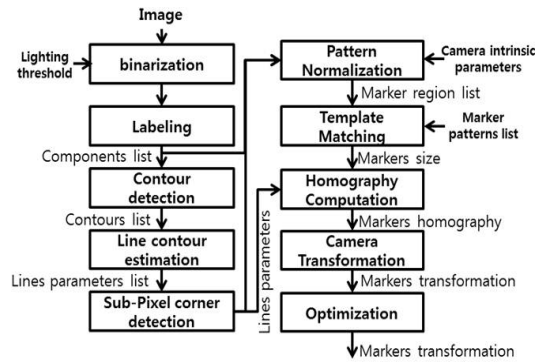 Image
Lighting
threshold
binarization
Labeling
Components list
Contour
detection
Contours list
Line contour
estimation
Lines parameters list
Sub-Pixel corner
detection
Lines parameters
Pattern
Normalization
Camera intrinsic
parameters
Marker region list
Template
Matching
Marker
patterns list
Markers size
Homography
Computation
Markers homography
Camera
Transformation
Markers transformation
Optimization
Markers transformation